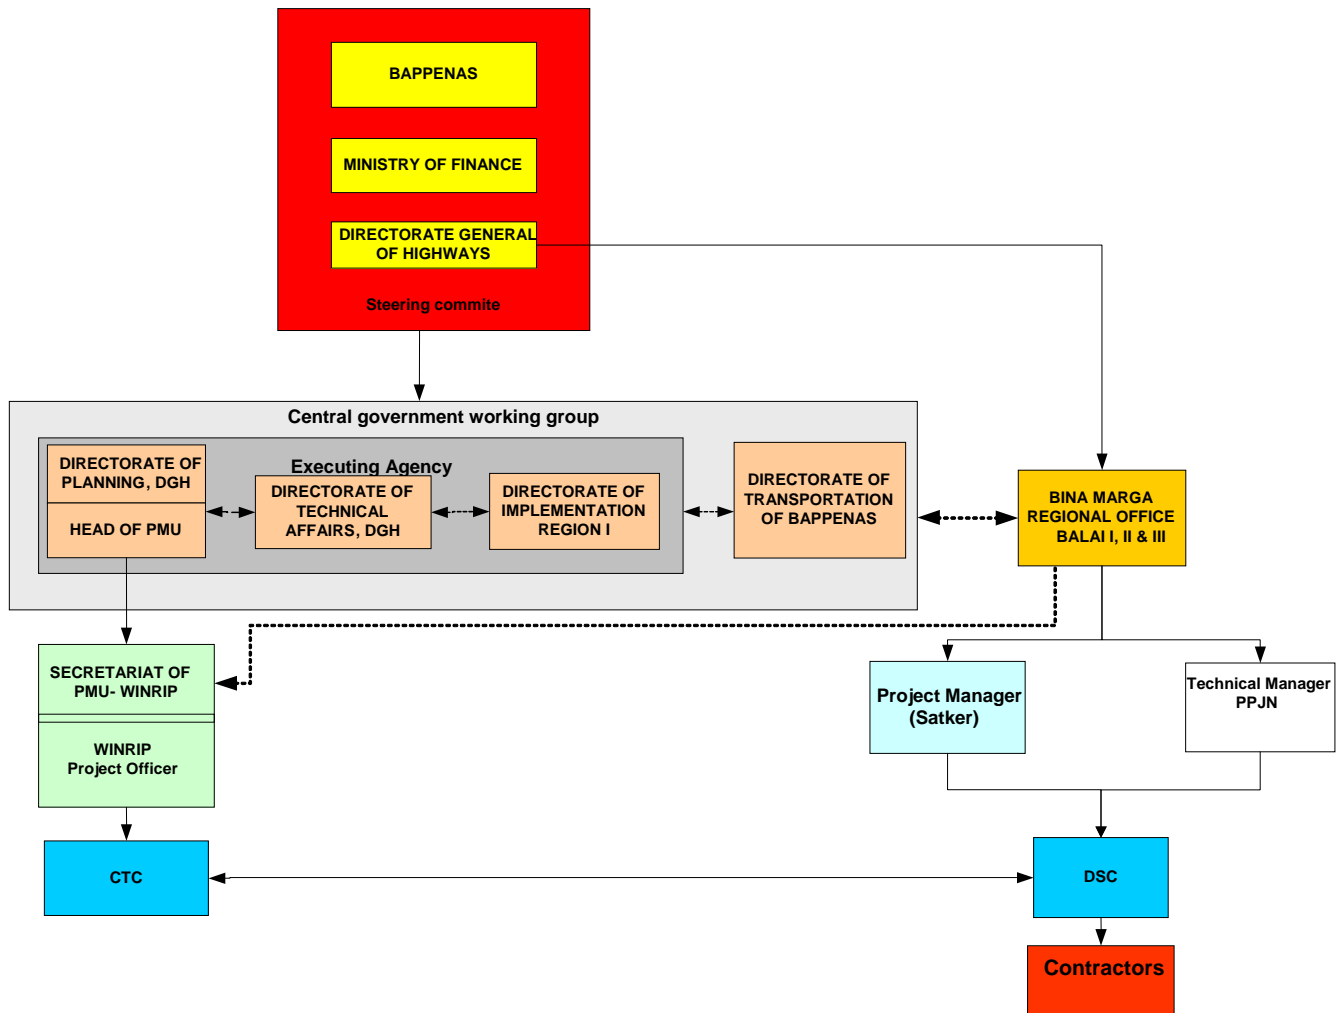 BAPPENAS
MINISTRY OF FINANCE
DIRECTORATE GENERAL
OF HIGHWAYS
Steering commite
Central government working group
Executing Agency
DIRECTORATE OF
PLANNING, DGH
HEAD OF PMU
DIRECTORATE OF
TECHNICAL
AFFAIRS, DGH
DIRECTORATE OF
IMPLEMENTATION
REGION I
DIRECTORATE OF
TRANSPORTATION
OF BAPPENAS
BINA MARGA
REGIONAL OFFICE
BALAI I, II & III
SECRETARIAT OF
PMU- WINRIP
WINRIP
Project Officer
Project Manager
(Satker)
Technical Manager
PPJN
CTC
DSC
Contractors